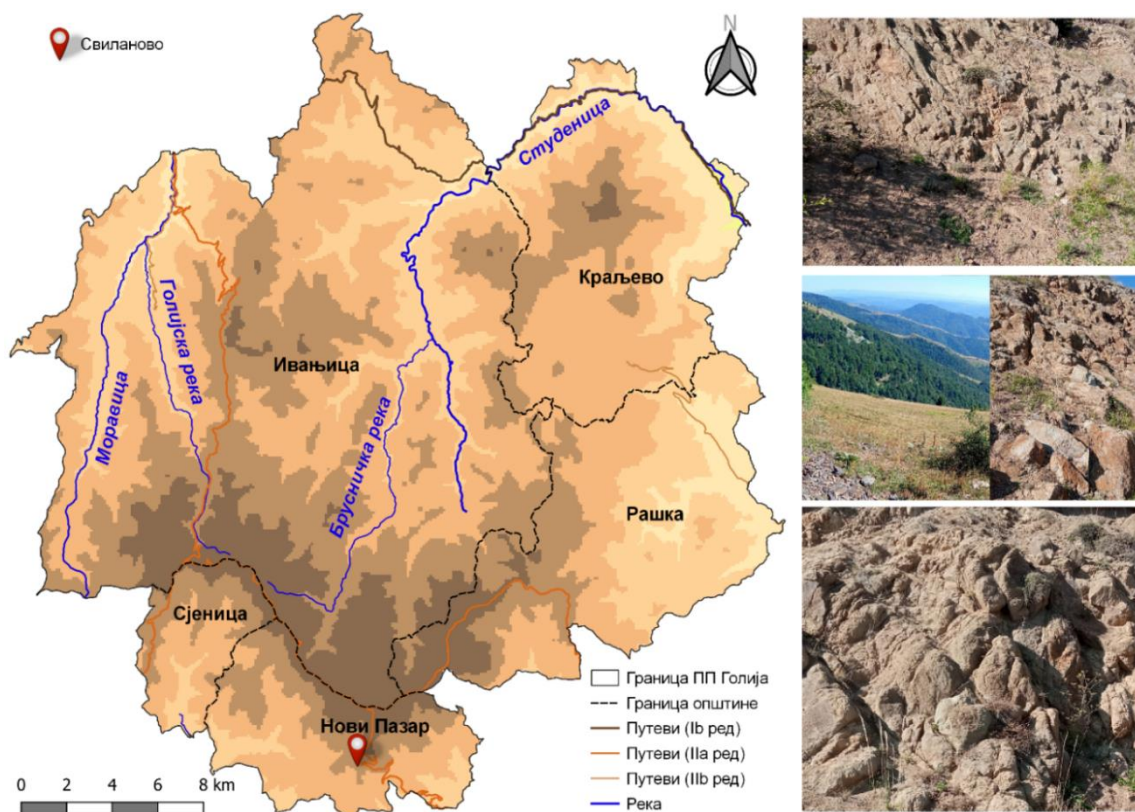 Свиланово
N
Студеница
Краљево
Голијска река
Ивањица
Моравица
Брусничка река
Рашка
Сјеница
Нови Пазар
Граница ПП Голија
Граница општине
Путеви (Ib ред)
Путеви (IIa ред)
Путеви (IIb ред)
Река
0 2 4 6 8 km